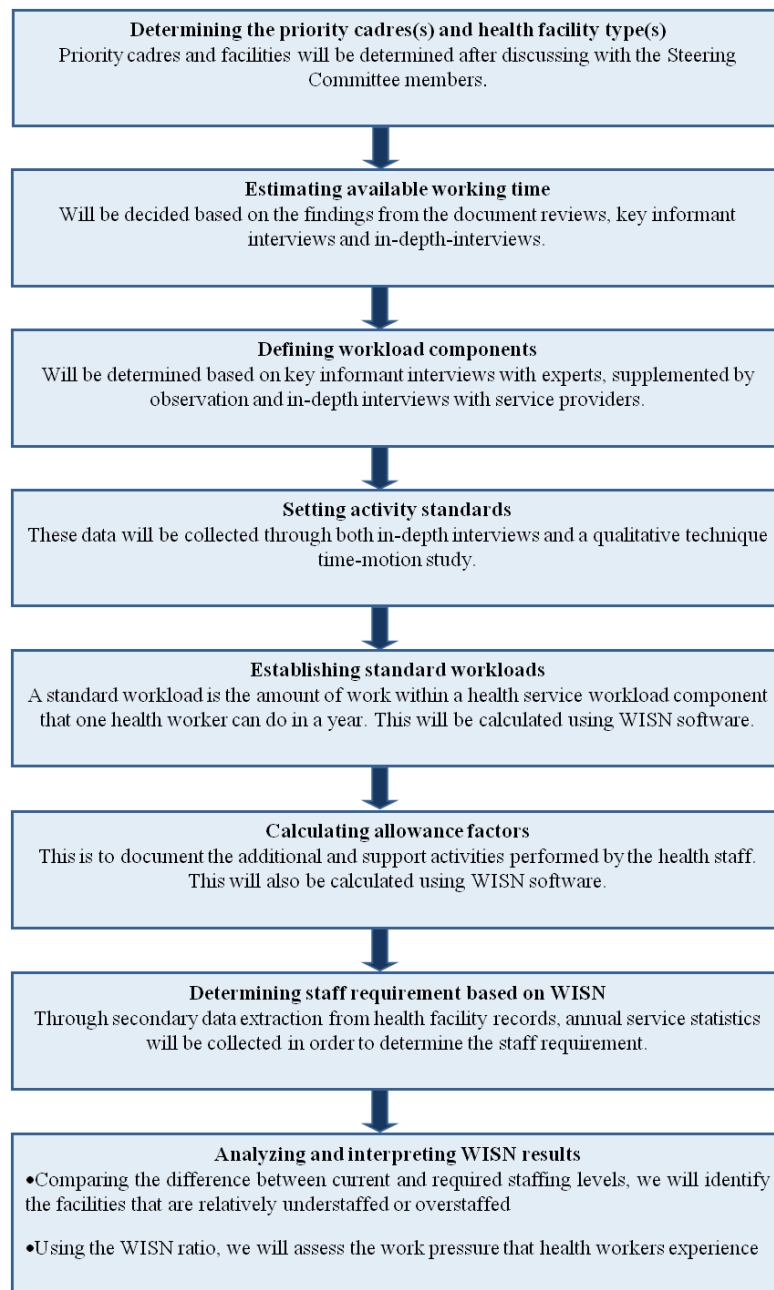 Determining the priority cadres(s) and health facility type(s)
Priority cadres and facilities will be determined after discussing with the Steering
Committee members.
Estimating available working time
Will be decided based on the findings from the document reviews, key informant
interviews and in-depth-interviews.
Defining workload components
Will be determined based on key informant interviews with experts, supplemented by
observation and in-depth interviews with service providers.
Setting activity standards
These data will be collected through both in-depth interviews and a qualitative technique
time-motion study.
Establishing standard workloads
A standard workload is the amount of work within a health service workload component
that one health worker can do in a year. This will be calculated using WISN software.
Calculating allowance factors
This is to document the additional and support activities performed by the health staff.
This will also be calculated using WISN software.
Determining staff requirement based on WISN
Through secondary data extraction from health facility records, annual service statistics
will be collected in order to determine the staff requirement.
Analyzing and interpreting WISN results
•Comparing the difference between current and required staffing levels, we will identify
the facilities that are relatively understaffed or overstaffed
•Using the WISN ratio, we will assess the work pressure that health workers experience